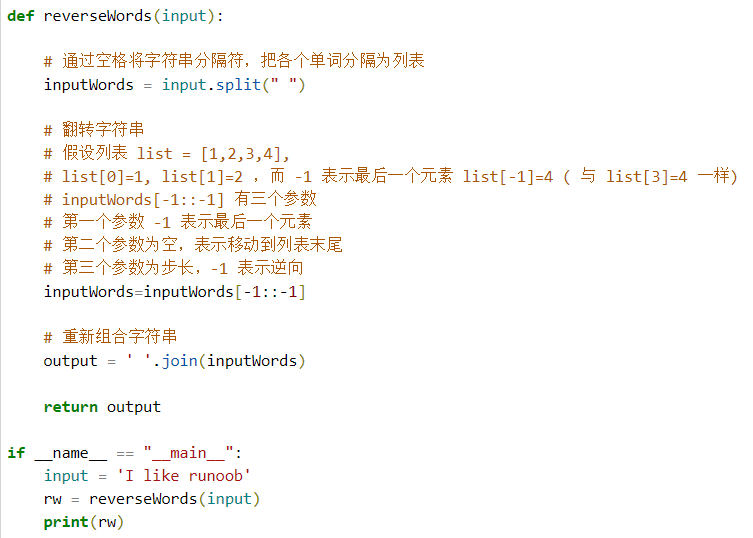 def reverseWords(input):
# 通过空格将字符串分隔符，把各个单词分隔为列表
inputWords = input.split(" ")
# 翻转字符串
# 假设列表 list = [1,2,3,4],
# list[0]=1, list[1]=2 ，而 -1 表示最后一个元素 list[-1]=4 ( 与 list[3]=4 一样)
# inputWords[-1::-1] 有三个参数
# 第一个参数 -1 表示最后一个元素
# 第二个参数为空，表示移动到列表末尾
# 第三个参数为步长，-1 表示逆向
inputWords=inputWords[-1::-1]
# 重新组合字符串
output = ' '.join(inputWords)
return output
if __name__ == "__main__":
input = 'I like runoob'
rw = reverseWords(input)
print(rw)